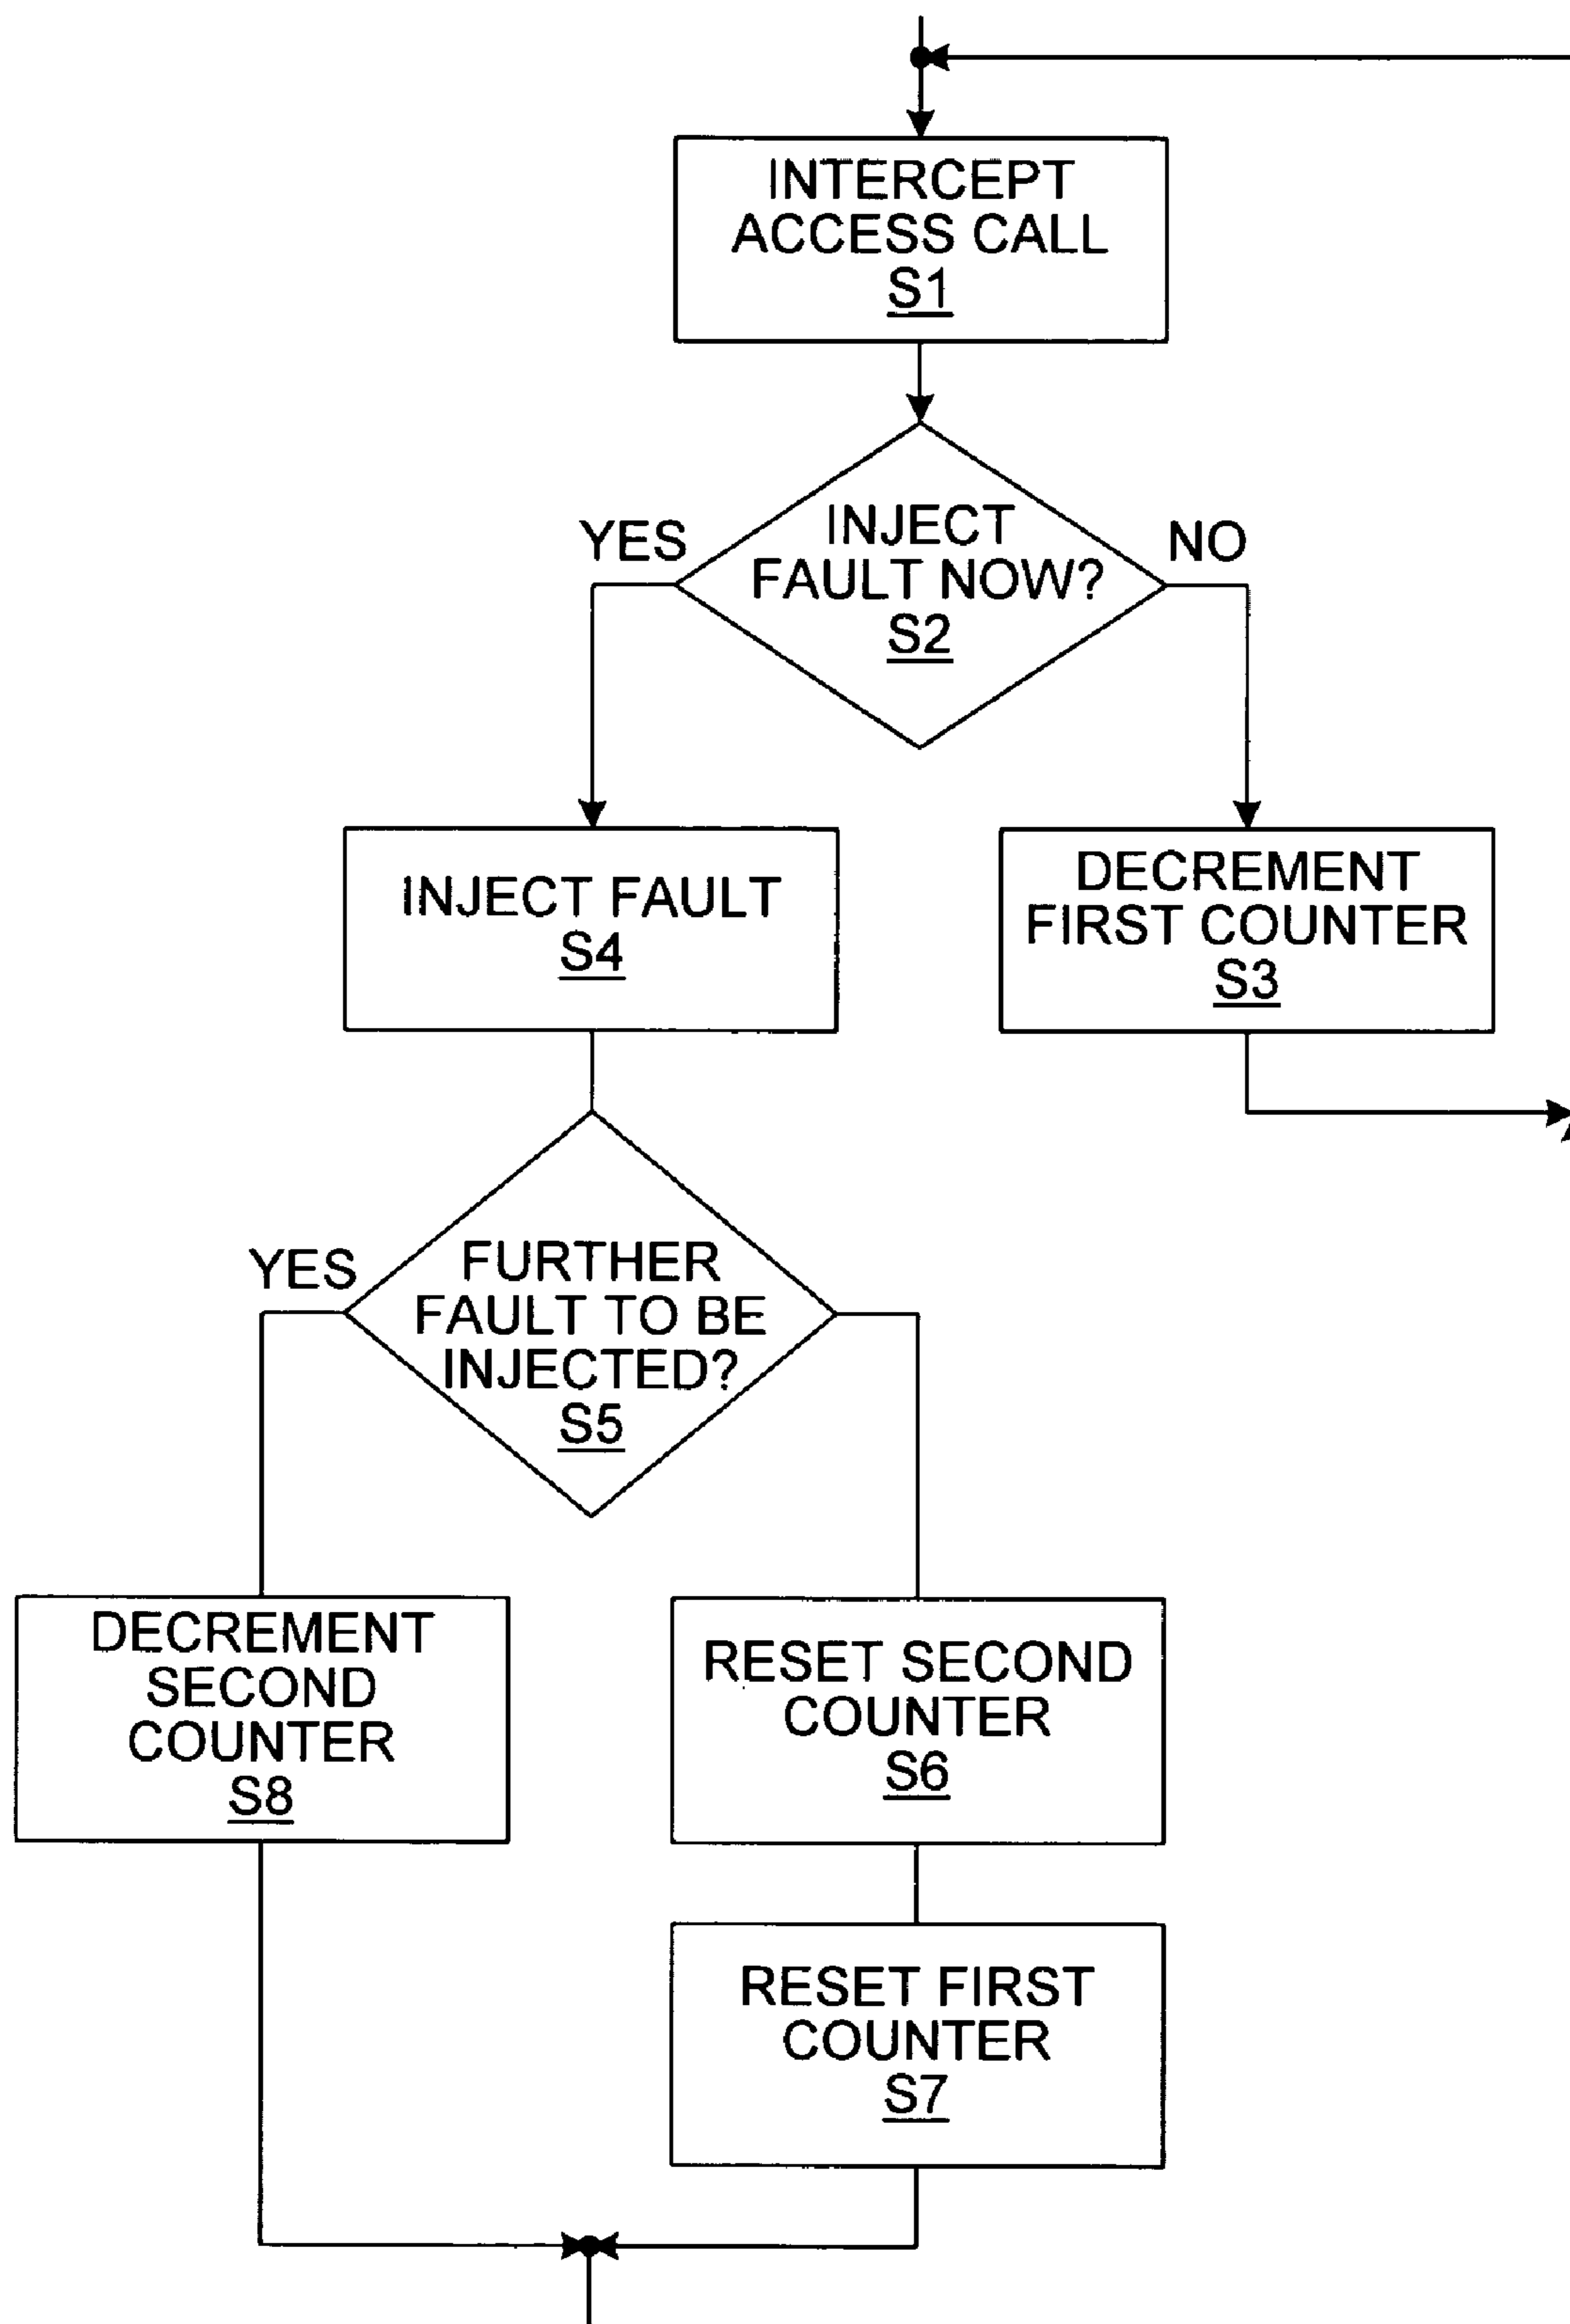 INTERCEPT
ACCESS CALL
S1
YES
INJECT
FAULT NOW?
S2
NO
INJECT FAULT
S4
DECREMENT
FIRST COUNTER
S3
YES
FURTHER
FAULT TO BE
INJECTED?
S5
DECREMENT
SECOND
COUNTER
S8
RESET SECOND
COUNTER
S6
RESET FIRST
COUNTER
S7